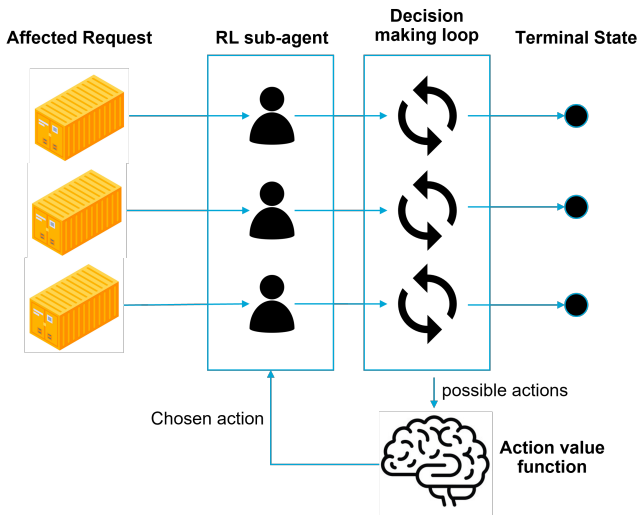 Affected Request
RL sub-agent
Decision
making loop
Terminal State
possible actions
Chosen action
Action value
function